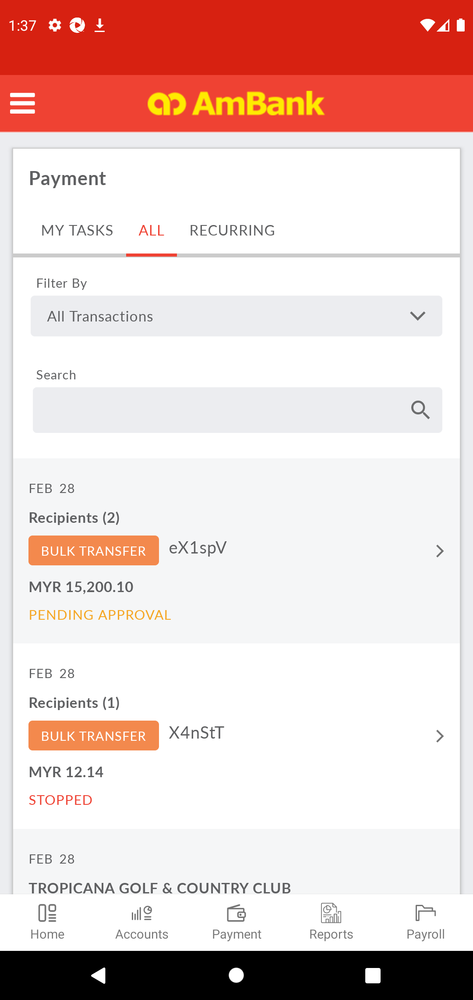 1:37
AmBank
Payment
MY TASKS ALL RECURRING
Filter By
All Transactions
Search
FEB 28
Recipients (2)
BULK TRANSFER eX1spV
MYR 15,200.10
PENDING APPROVAL
FEB 28
Recipients (1)
BULK TRANSFER X4nStT
MYR 12.14
STOPPED
FEB 28
TROPICANA GOLF & COUNTRY CLUB
Home Accounts Payment Reports Payroll